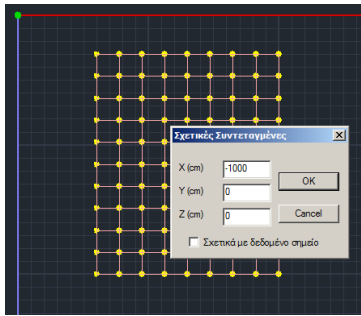 Σχετικές Συντεταγμένες
X (cm) -1000
Y (cm) 0
Z (cm) 0
OK
Cancel
Σχετικά με δεδομένο σημείο